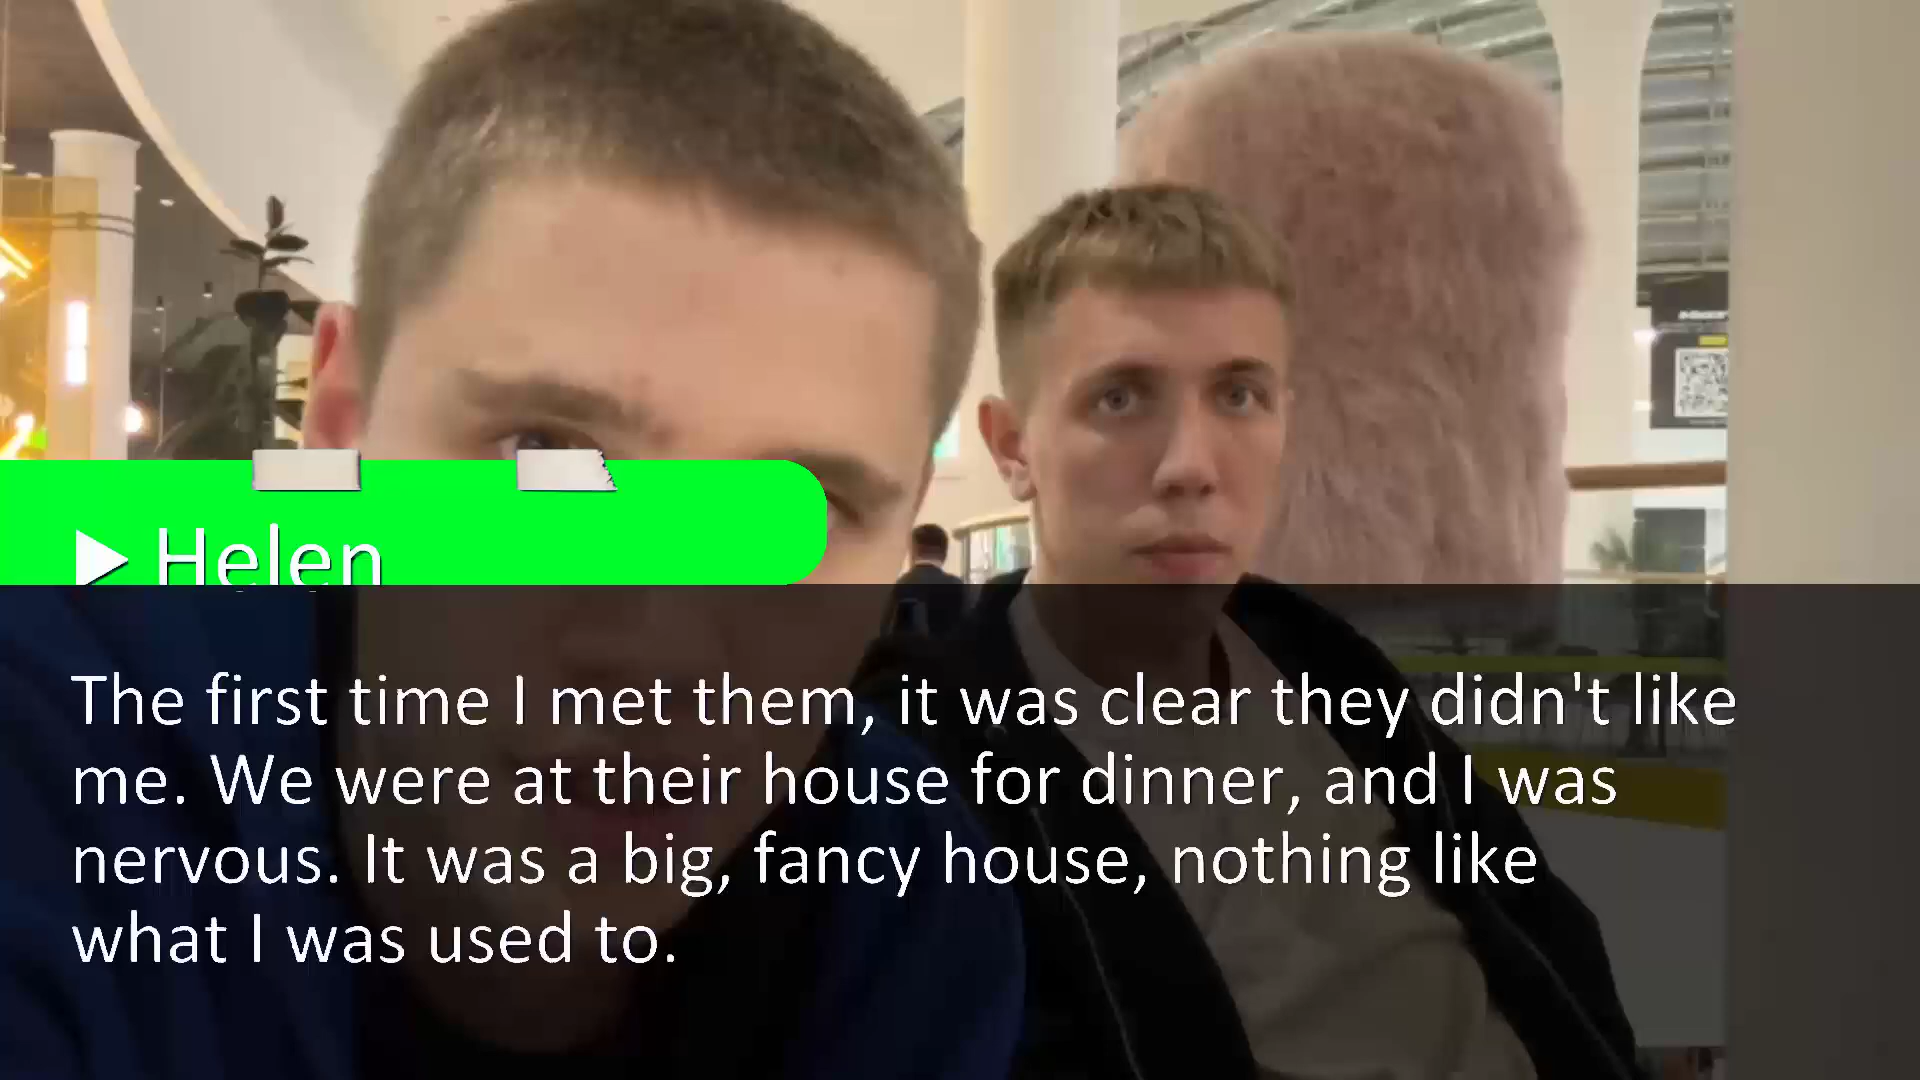 Helen
The first time I met them, it was clear they didn't like
me. We were at their house for dinner, and I was
nervous. It was a big, fancy house, nothing like
what I was used to.